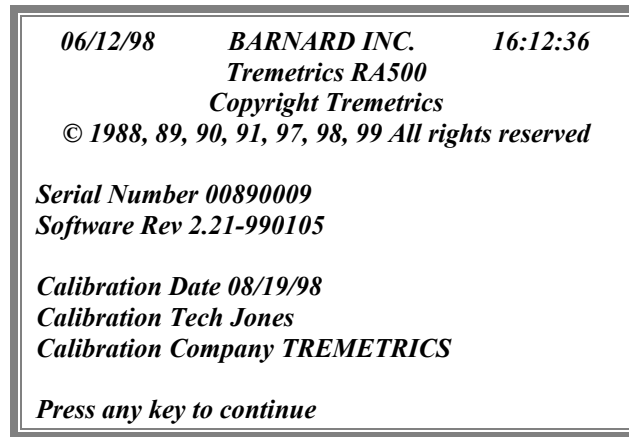 06/12/98 BARNARD INC. 16:12:36
Tremetrics RA500
Copyright Tremetrics
© 1988, 89, 90, 91, 97, 98, 99 All rights reserved
Serial Number 00890009
Software Rev 2.21-990105
Calibration Date 08/19/98
Calibration Tech Jones
Calibration Company TREMETRICS
Press any key to continue